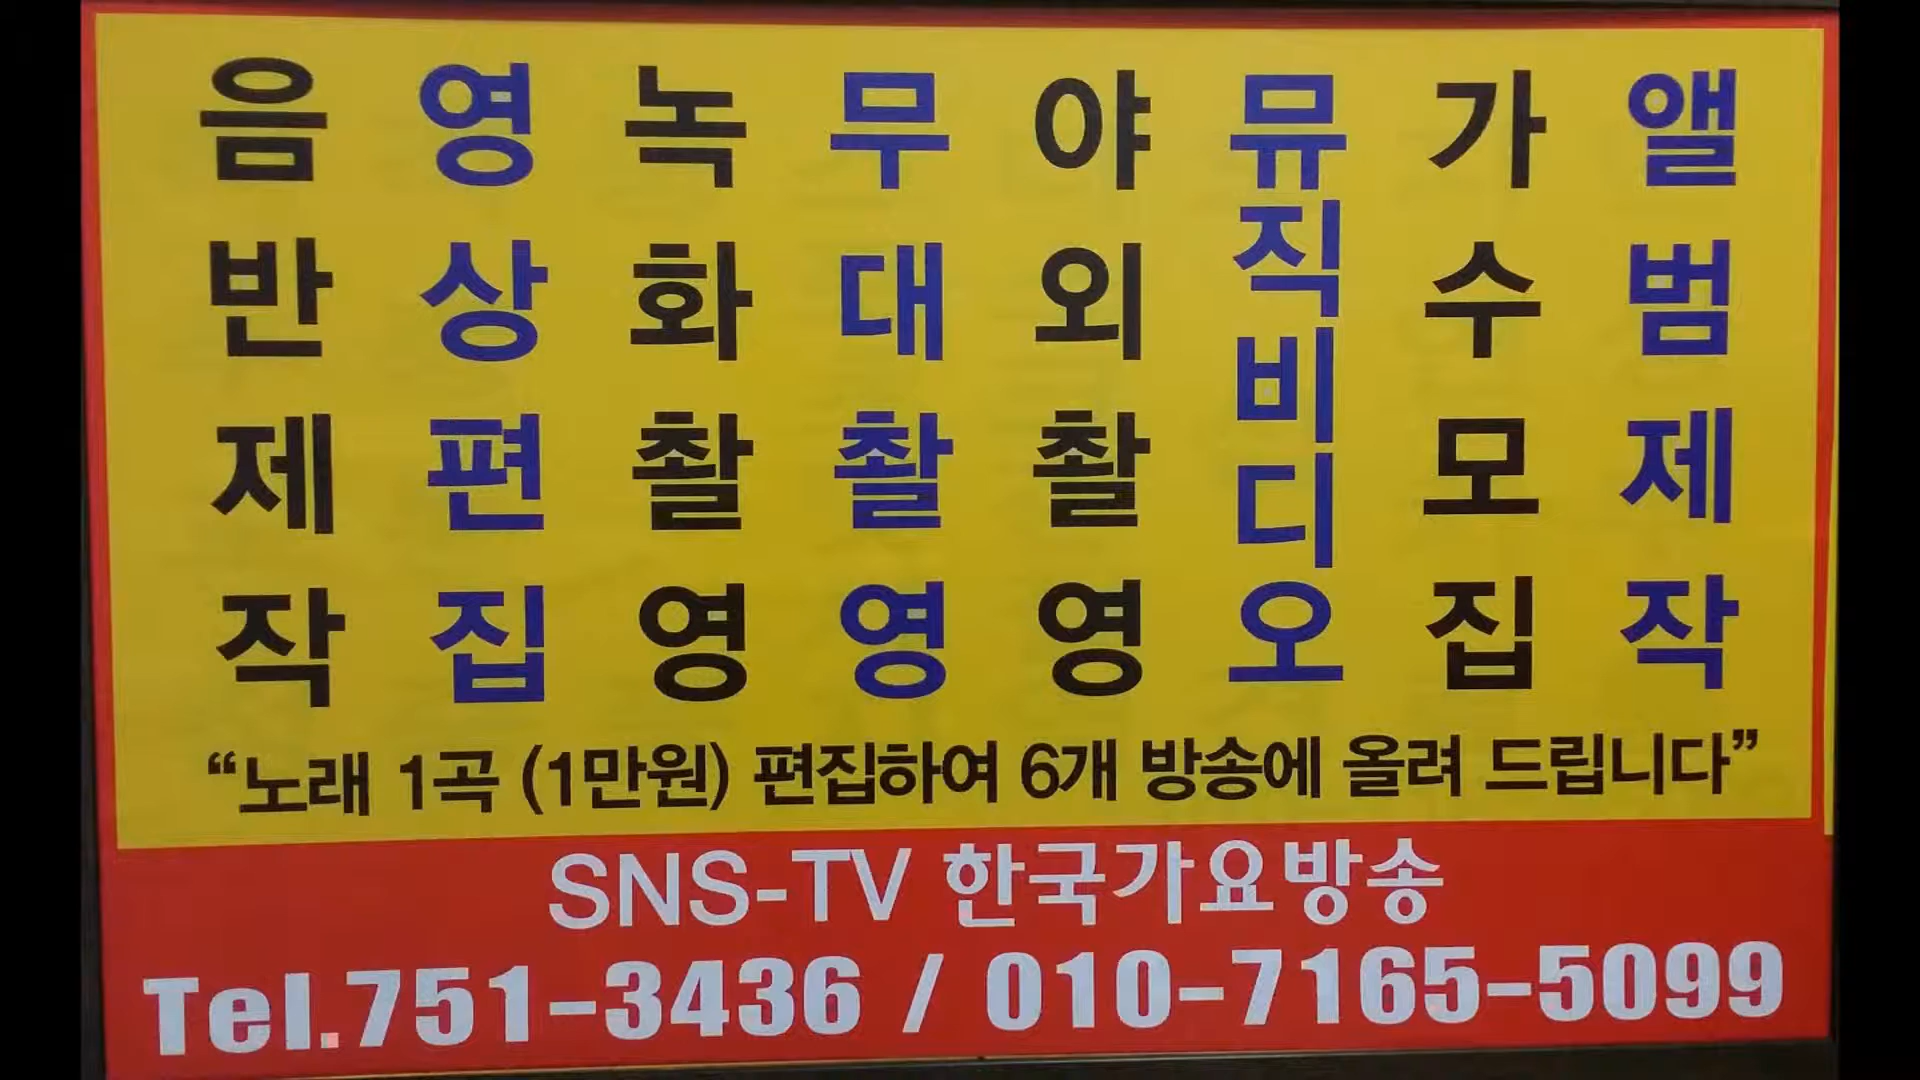 음반제작
영상편집
녹화촬영
무대촬영
야외촬영
뮤직비디오
가수모집
앨범제작
“노래 1곡 (1만원) 편집하여 6개 방송에 올려 드립니다”
SNS-TV 한국가요방송
Tel.751-3436 / 010-7165-5099